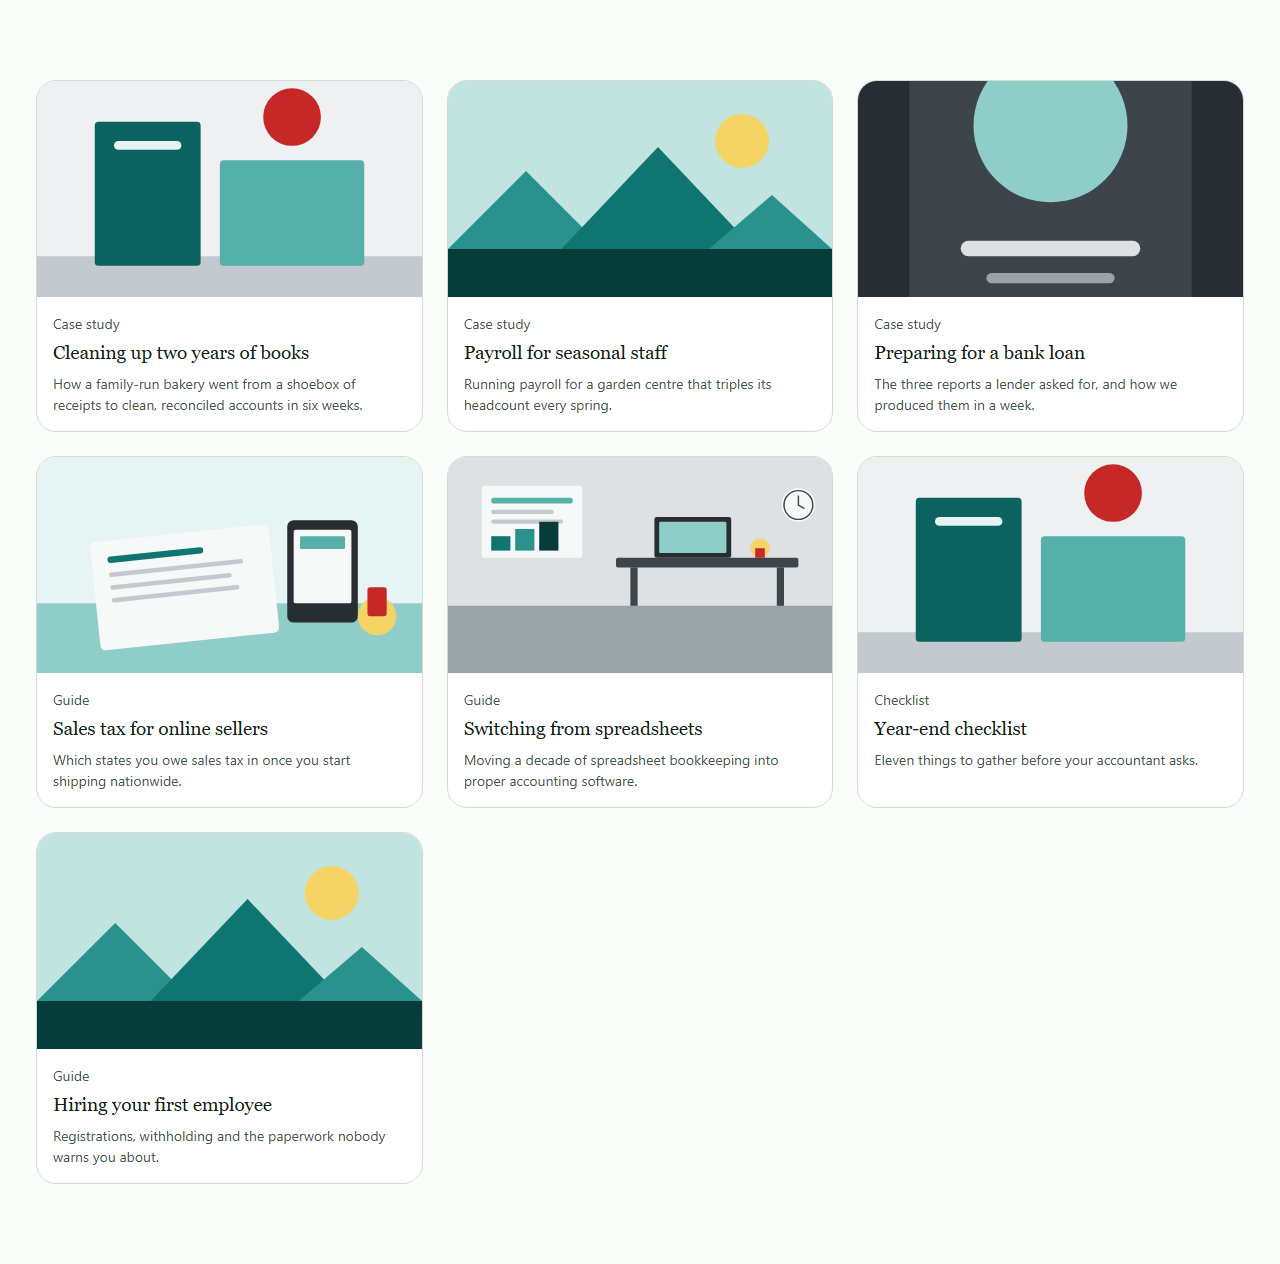 Case study
Cleaning up two years of books
How a family-run bakery went from a shoebox of
receipts to clean, reconciled accounts in six weeks.
Case study
Payroll for seasonal staff
Running payroll for a garden centre that triples its
headcount every spring.
Case study
Preparing for a bank loan
The three reports a lender asked for, and how we
produced them in a week.
Guide
Sales tax for online sellers
Which states you owe sales tax in once you start
shipping nationwide.
Guide
Switching from spreadsheets
Moving a decade of spreadsheet bookkeeping into
proper accounting software.
Checklist
Year-end checklist
Eleven things to gather before your accountant asks.
Guide
Hiring your first employee
Registrations, withholding and the paperwork nobody
warns you about.